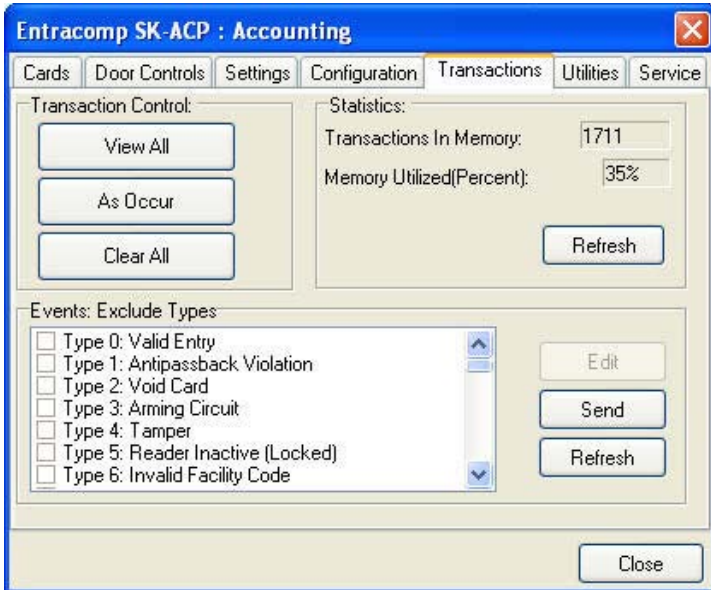 Entracomp SK-ACP : Accounting
Cards Door Controls Settings Configuration Transactions Utilities Service
Transaction Control:
View All
As Occur
Clear All
Statistics:
Transactions In Memory: 1711
Memory Utilized(Percent): 35%
Refresh
Events: Exclude Types
Type 0: Valid Entry
Type 1: Antipassback Violation
Type 2: Void Card
Type 3: Arming Circuit
Type 4: Tamper
Type 5: Reader Inactive (Locked)
Type 6: Invalid Facility Code
Edit
Send
Refresh
Close